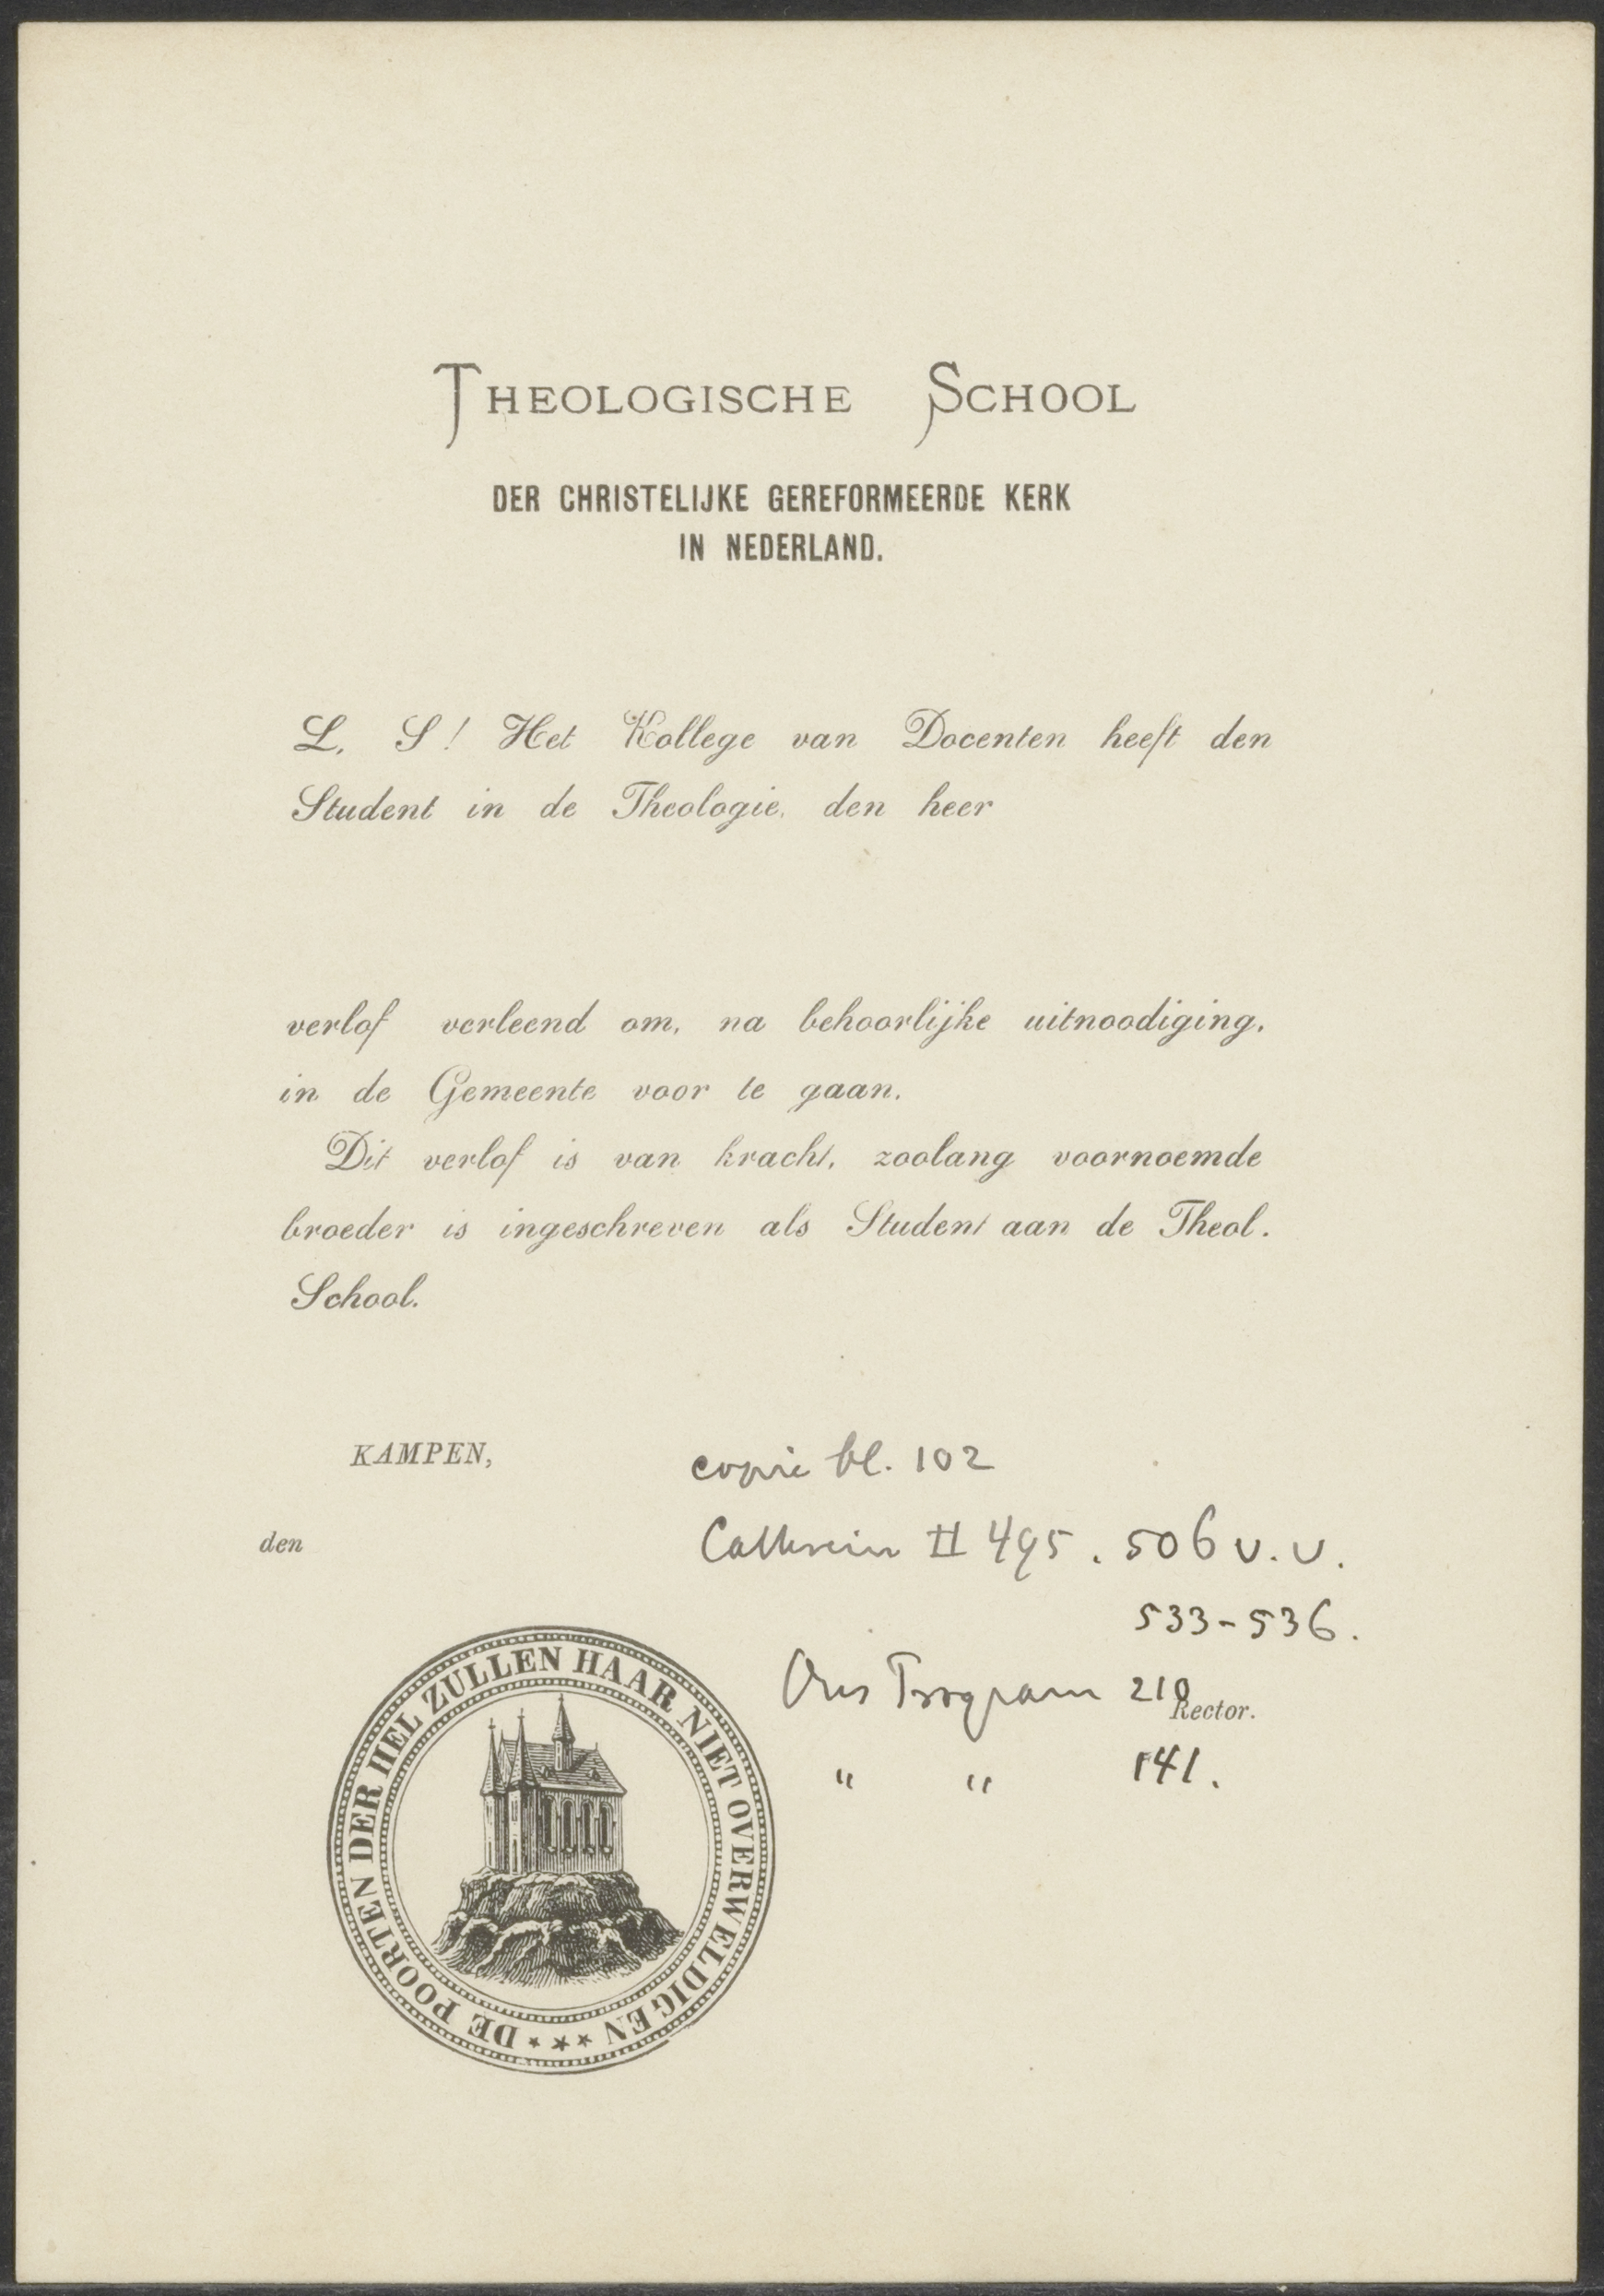 THEOLOGISCHE SCHOOL
DER CHRISTELIJKE GEREFORMEERDE KERK
IN NEDERLAND.
L. S! Het Kollege van Docenten heeft den
Student in de Theologie, den heer
verlof verleend om, na behoorlijke uitnoodiging,
in de Gemeente voor te gaan.
Dit verlof is van kracht, zoolang voornoemde
broeder is ingeschreven als Student aan de Theol.
School.
KAMPEN,
copie bl. 102
den
Cathrein II 495. 506 v.v.
533-536.
Ons Program 210
Rector.
" " 141.
DE POORTEN DER HEL ZULLEN HAAR NIET OVERWELDIGEN ***